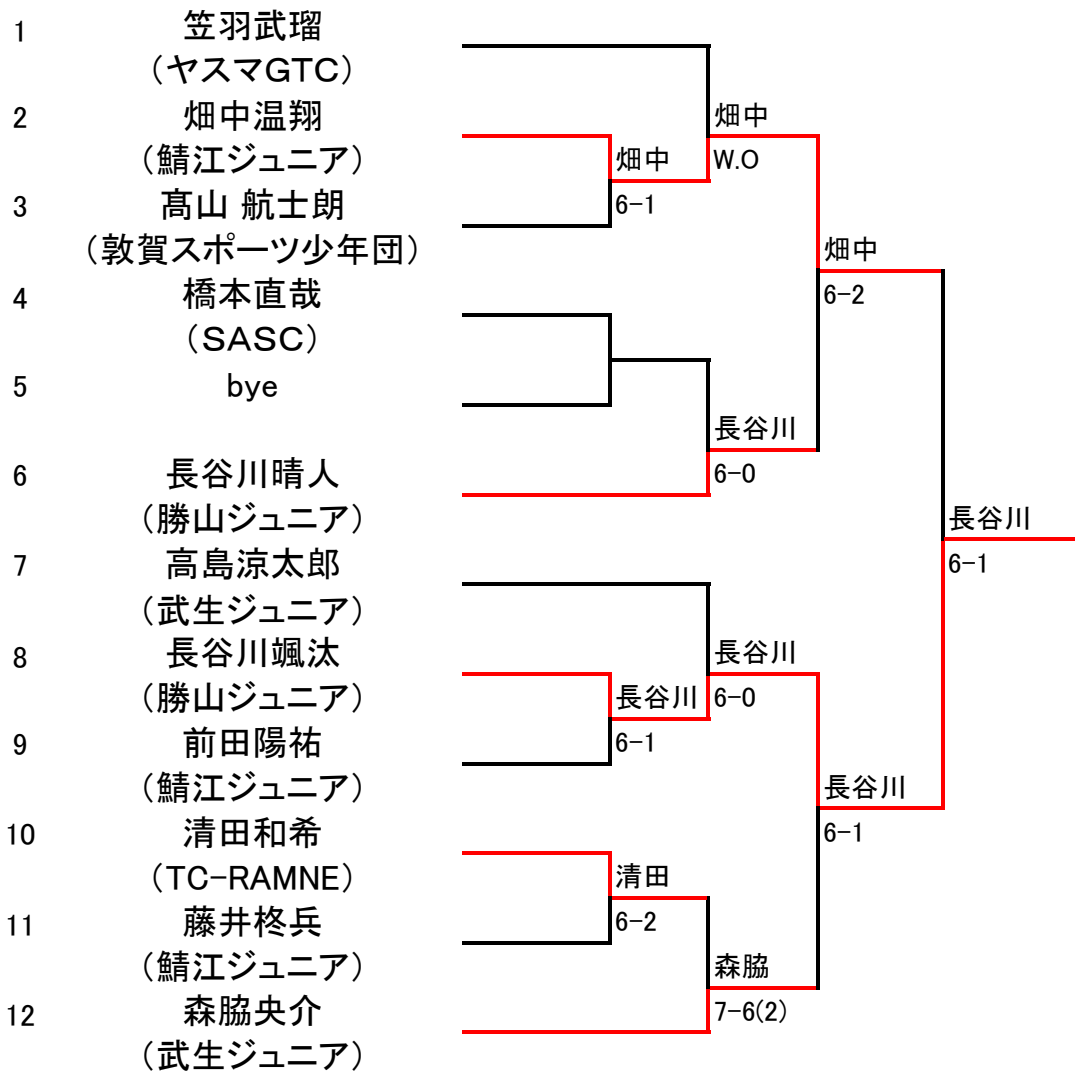 1
笠羽武瑠
（ヤスマGTC）
2
畑中温翔
（鯖江ジュニア）
3
髙山 航士朗
（敦賀スポーツ少年団）
4
橋本直哉
（SASC）
5
bye
6
長谷川晴人
（勝山ジュニア）
7
高島涼太郎
（武生ジュニア）
8
長谷川颯汰
（勝山ジュニア）
9
前田陽祐
（鯖江ジュニア）
10
清田和希
（TC-RAMNE）
11
藤井柊兵
（鯖江ジュニア）
12
森脇央介
（武生ジュニア）
畑中
6-1
長谷川
6-1
清田
6-2
畑中
W.O
長谷川
6-0
長谷川
6-0
森脇
7-6(2)
畑中
6-2
長谷川
6-1
長谷川
6-1